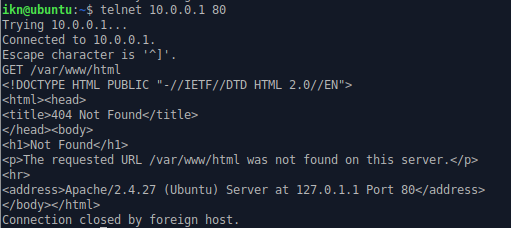 ikn@ubuntu:~$ telnet 10.0.0.1 80
Trying 10.0.0.1...
Connected to 10.0.0.1.
Escape character is '^]'.
GET /var/www/html
<!DOCTYPE HTML PUBLIC "-//IETF//DTD HTML 2.0//EN">
<html><head>
<title>404 Not Found</title>
</head><body>
<h1>Not Found</h1>
<p>The requested URL /var/www/html was not found on this server.</p>
<hr>
<address>Apache/2.4.27 (Ubuntu) Server at 127.0.1.1 Port 80</address>
</body></html>
Connection closed by foreign host.